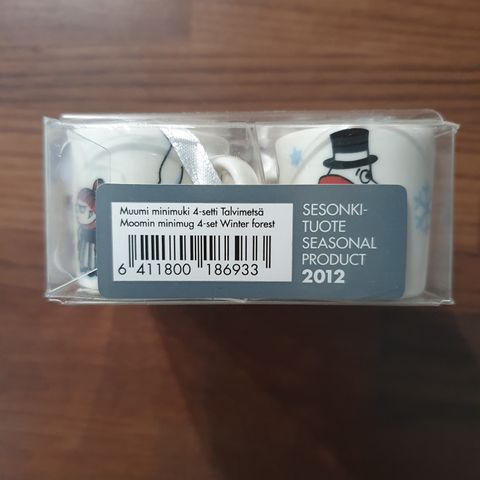 Muumi minimuki 4-setti Talvimetsä
Moomin minimug 4-set Winter forest
6 411800 186933
SESONKI-
TUOTE
SEASONAL
PRODUCT
2012